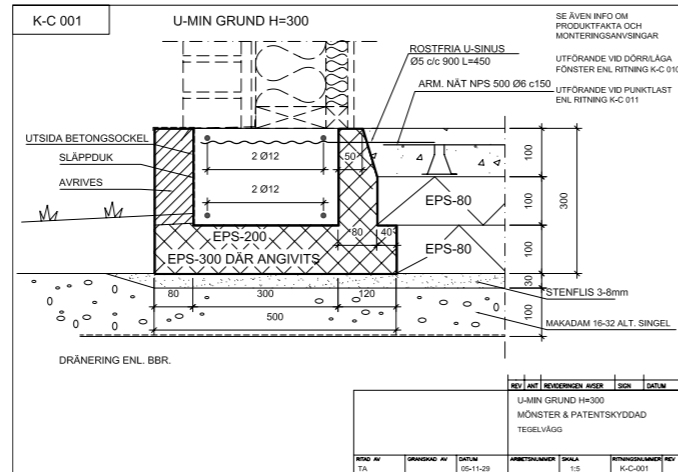 K-C 001
U-MIN GRUND H=300
SE ÄVEN INFO OM
PRODUKTFAKTA OCH
MONTERINGSANVSINGAR
UTFÖRANDE VID DÖRR/LÅGA
FÖNSTER ENL RITNING K-C 010
UTFÖRANDE VID PUNKTLAST
ENL RITNING K-C 011
ROSTFRIA U-SINUS
Ø5 c/c 900 L=450
ARM. NÄT NPS 500 Ø6 c150
UTSIDA BETONGSOCKEL
SLÄPPDUK
AVRIVES
2 Ø12
50
2 Ø12
EPS-80
EPS-80
EPS-200
80
40
EPS-300 DÄR ANGIVITS
100
100
100
300
30
100
80
300
120
500
STENFLIS 3-8mm
MAKADAM 16-32 ALT. SINGEL
DRÄNERING ENL. BBR.
REV ANT REVIDERINGEN AVSER SIGN DATUM
U-MIN GRUND H=300
MÖNSTER & PATENTSKYDDAD
TEGELVÄGG
RITAD AV GRANSKAD AV DATUM ARBETSNUMMER SKALA RITNINGSNUMMER REV
TA 05-11-29 1:5 K-C-001